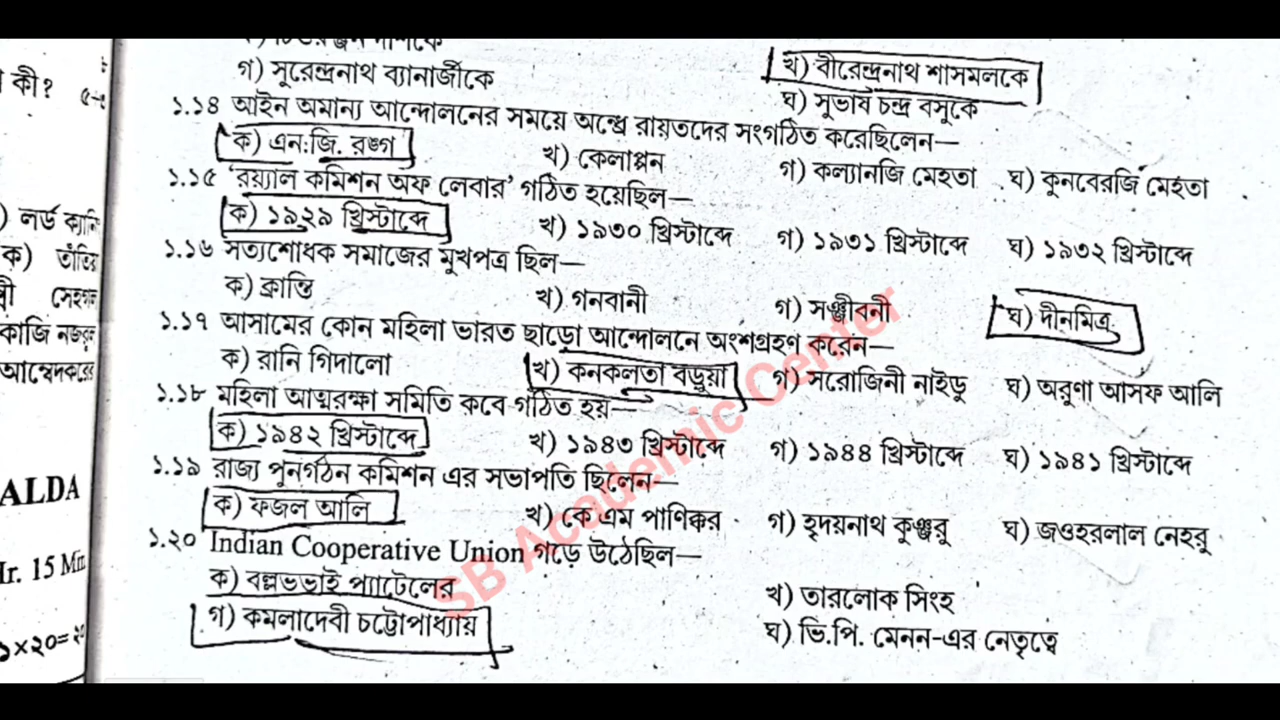 গ) সুরেন্দ্রনাথ ব্যানার্জীকে
খ) বীরেন্দ্রনাথ শাসমলকে
ঘ) সুভাষ চন্দ্র বসুকে
১.১৪ আইন অমান্য আন্দোলনের সময়ে অন্ধ্রে রায়তদের সংগঠিত করেছিলেন—
ক) এন:জি. রঙ্গ খ) কেলাপ্পন গ) কল্যানজি মেহতা ঘ) কুনবেরজি মেহতা
১.১৫ ‘রয়্যাল কমিশন অফ লেবার’ গঠিত হয়েছিল—
ক) ১৯২৯ খ্রিস্টাব্দে খ) ১৯৩০ খ্রিস্টাব্দে গ) ১৯৩১ খ্রিস্টাব্দে ঘ) ১৯৩২ খ্রিস্টাব্দে
১.১৬ সত্যশোধক সমাজের মুখপত্র ছিল—
ক) ক্রান্তি খ) গনবানী গ) সঞ্জীবনী ঘ) দীনমিত্র
১.১৭ আসামের কোন মহিলা ভারত ছাড়ো আন্দোলনে অংশগ্রহণ করেন—
ক) রানি গিদালো খ) কনকলতা বড়ুয়া গ) সরোজিনী নাইডু ঘ) অরুণা আসফ আলি
১.১৮ মহিলা আত্মরক্ষা সমিতি কবে গঠিত হয়—
ক) ১৯৪২ খ্রিস্টাব্দে খ) ১৯৪৩ খ্রিস্টাব্দে গ) ১৯৪৪ খ্রিস্টাব্দে ঘ) ১৯৪১ খ্রিস্টাব্দে
১.১৯ রাজ্য পুনর্গঠন কমিশন এর সভাপতি ছিলেন—
ক) ফজল আলি খ) কে এম পাণিক্কর গ) হৃদয়নাথ কুঞ্জরু ঘ) জওহরলাল নেহরু
১.২০ Indian Cooperative Union গড়ে উঠেছিল—
ক) বল্লভভাই প্যাটেলের খ) তারলোক সিংহ
গ) কমলাদেবী চট্টোপাধ্যায় ঘ) ভি.পি. মেনন-এর নেতৃত্বে
SB Academic Center
কী?
লর্ড
ক)
কাজি
ALDA
১×২০=